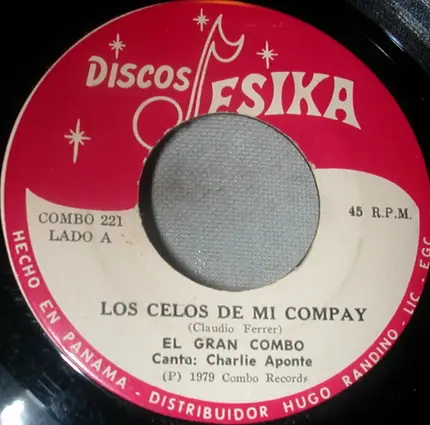 Discos ESIKA
COMBO 221
LADO A
45 R.P.M.
LOS CELOS DE MI COMPAY
(Claudio Ferrer)
EL GRAN COMBO
Canta: Charlie Aponte
(P) 1979 Combo Records
HECHO EN PANAMA - DISTRIBUIDOR HUGO RANDINO - LIC. EGC